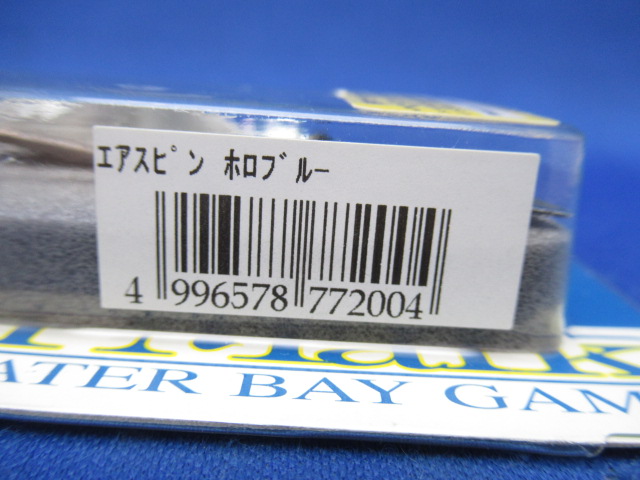 ｴｱｽﾋﾟﾝ ﾎﾛﾌﾞﾙｰ
4 996578 772004
ATER BAY GAM